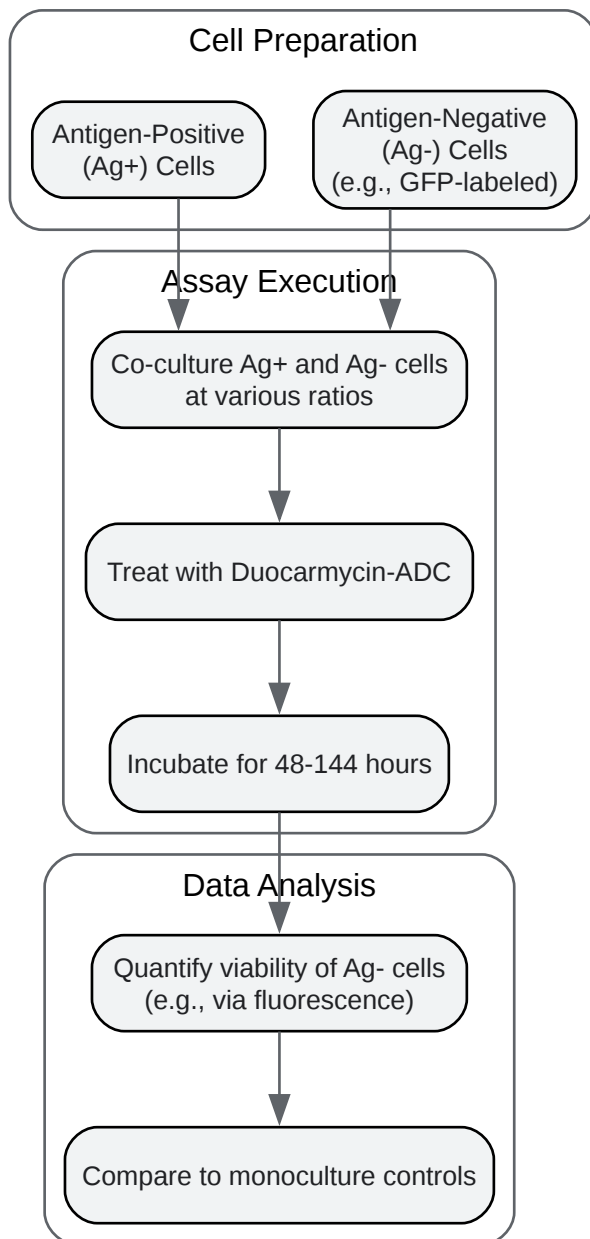 Cell Preparation
Antigen-Positive
(Ag+) Cells
Antigen-Negative
(Ag-) Cells
(e.g., GFP-labeled)
Assay Execution
Co-culture Ag+ and Ag- cells
at various ratios
Treat with Duocarmycin-ADC
Incubate for 48-144 hours
Data Analysis
Quantify viability of Ag- cells
(e.g., via fluorescence)
Compare to monoculture controls